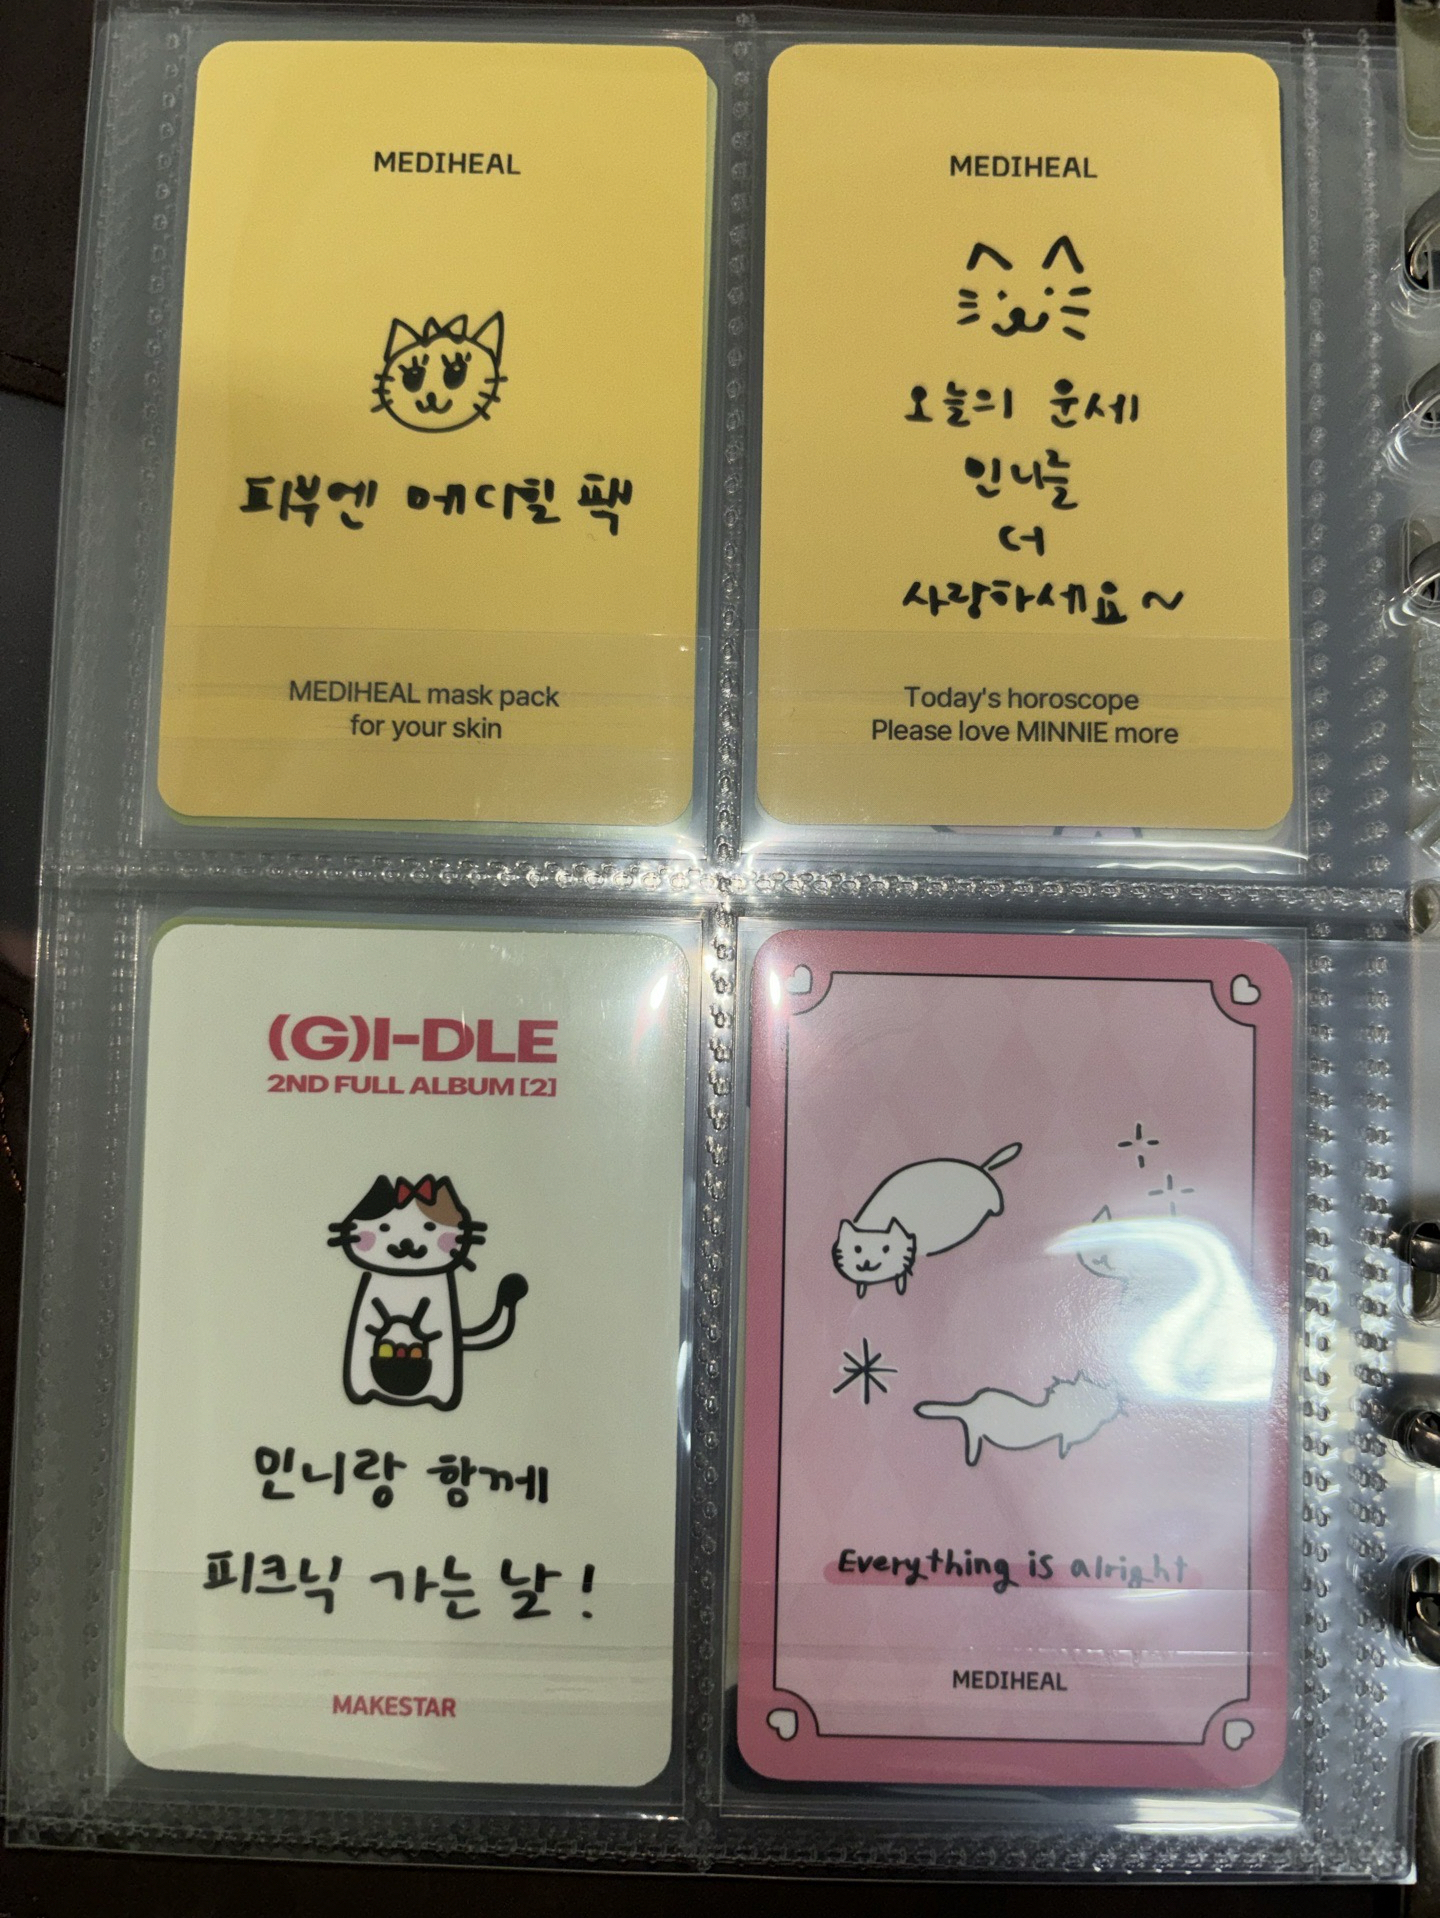 MEDIHEAL
피부엔 메디힐 팩
MEDIHEAL mask pack
for your skin
MEDIHEAL
오늘의 운세
민니를
더
사랑하세요~
Today's horoscope
Please love MINNIE more
(G)I-DLE
2ND FULL ALBUM [2]
민니랑 함께
피크닉 가는 날!
MAKESTAR
Everything is alright
MEDIHEAL